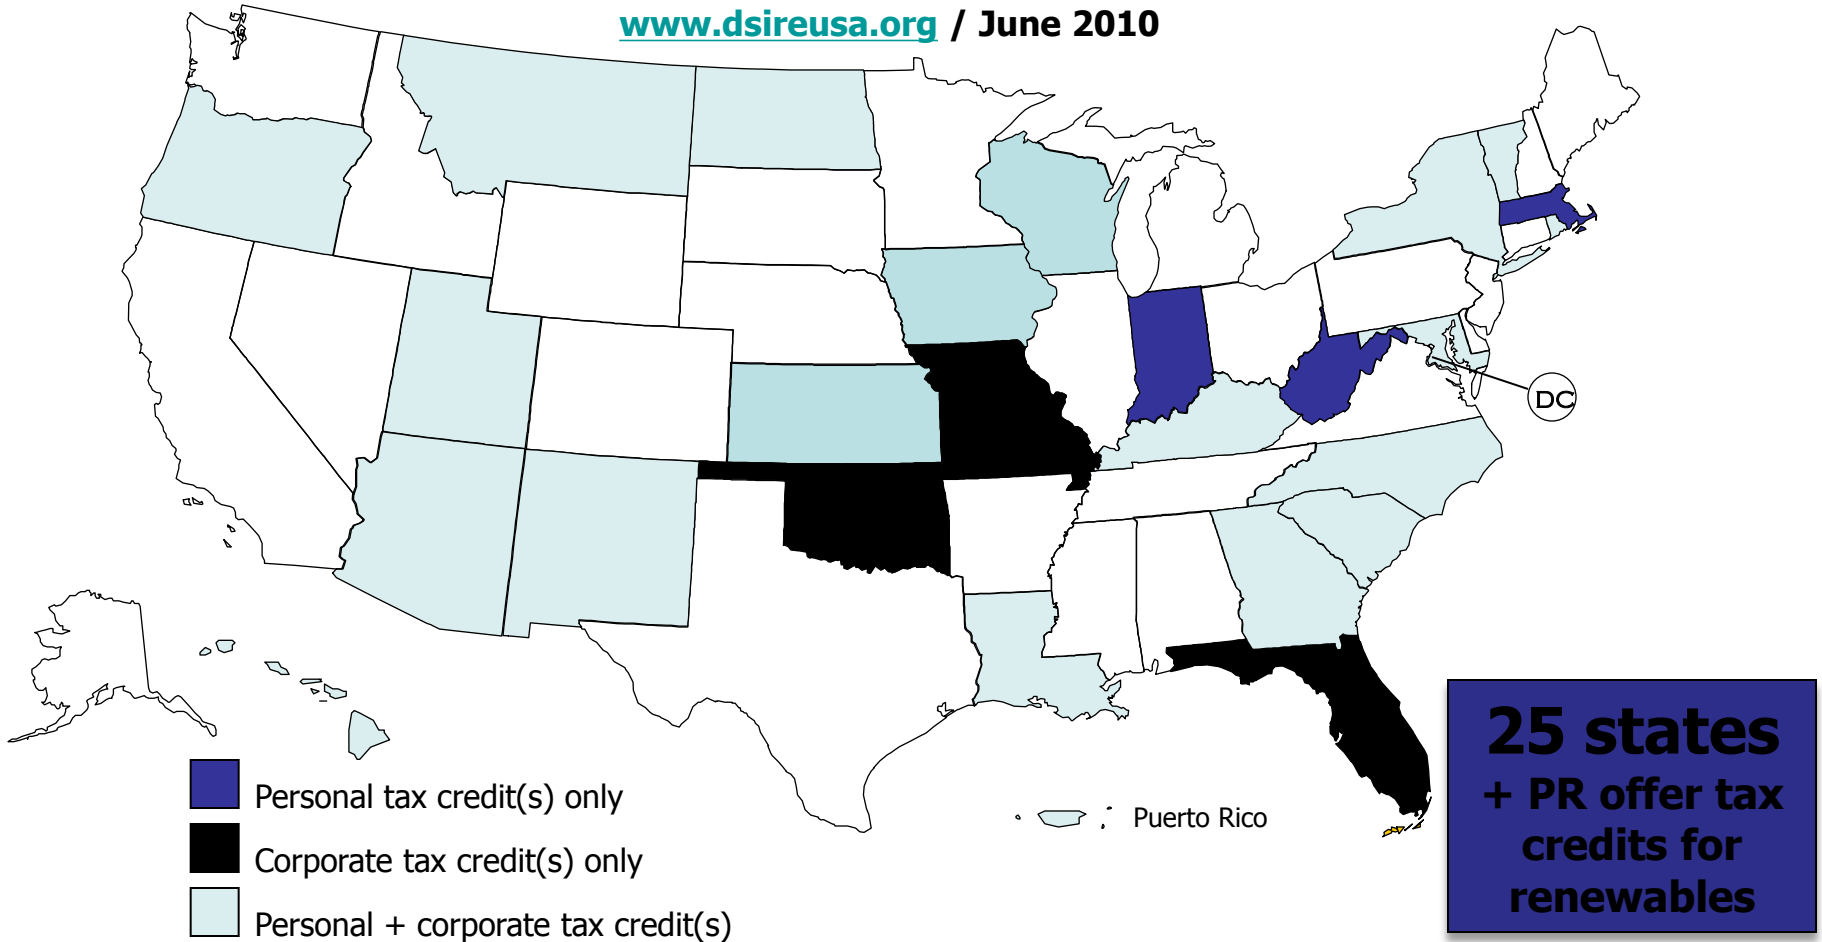 www.dsireusa.org / June 2010
DC
Puerto Rico
Personal tax credit(s) only
Corporate tax credit(s) only
Personal + corporate tax credit(s)
25 states
+ PR offer tax
credits for
renewables